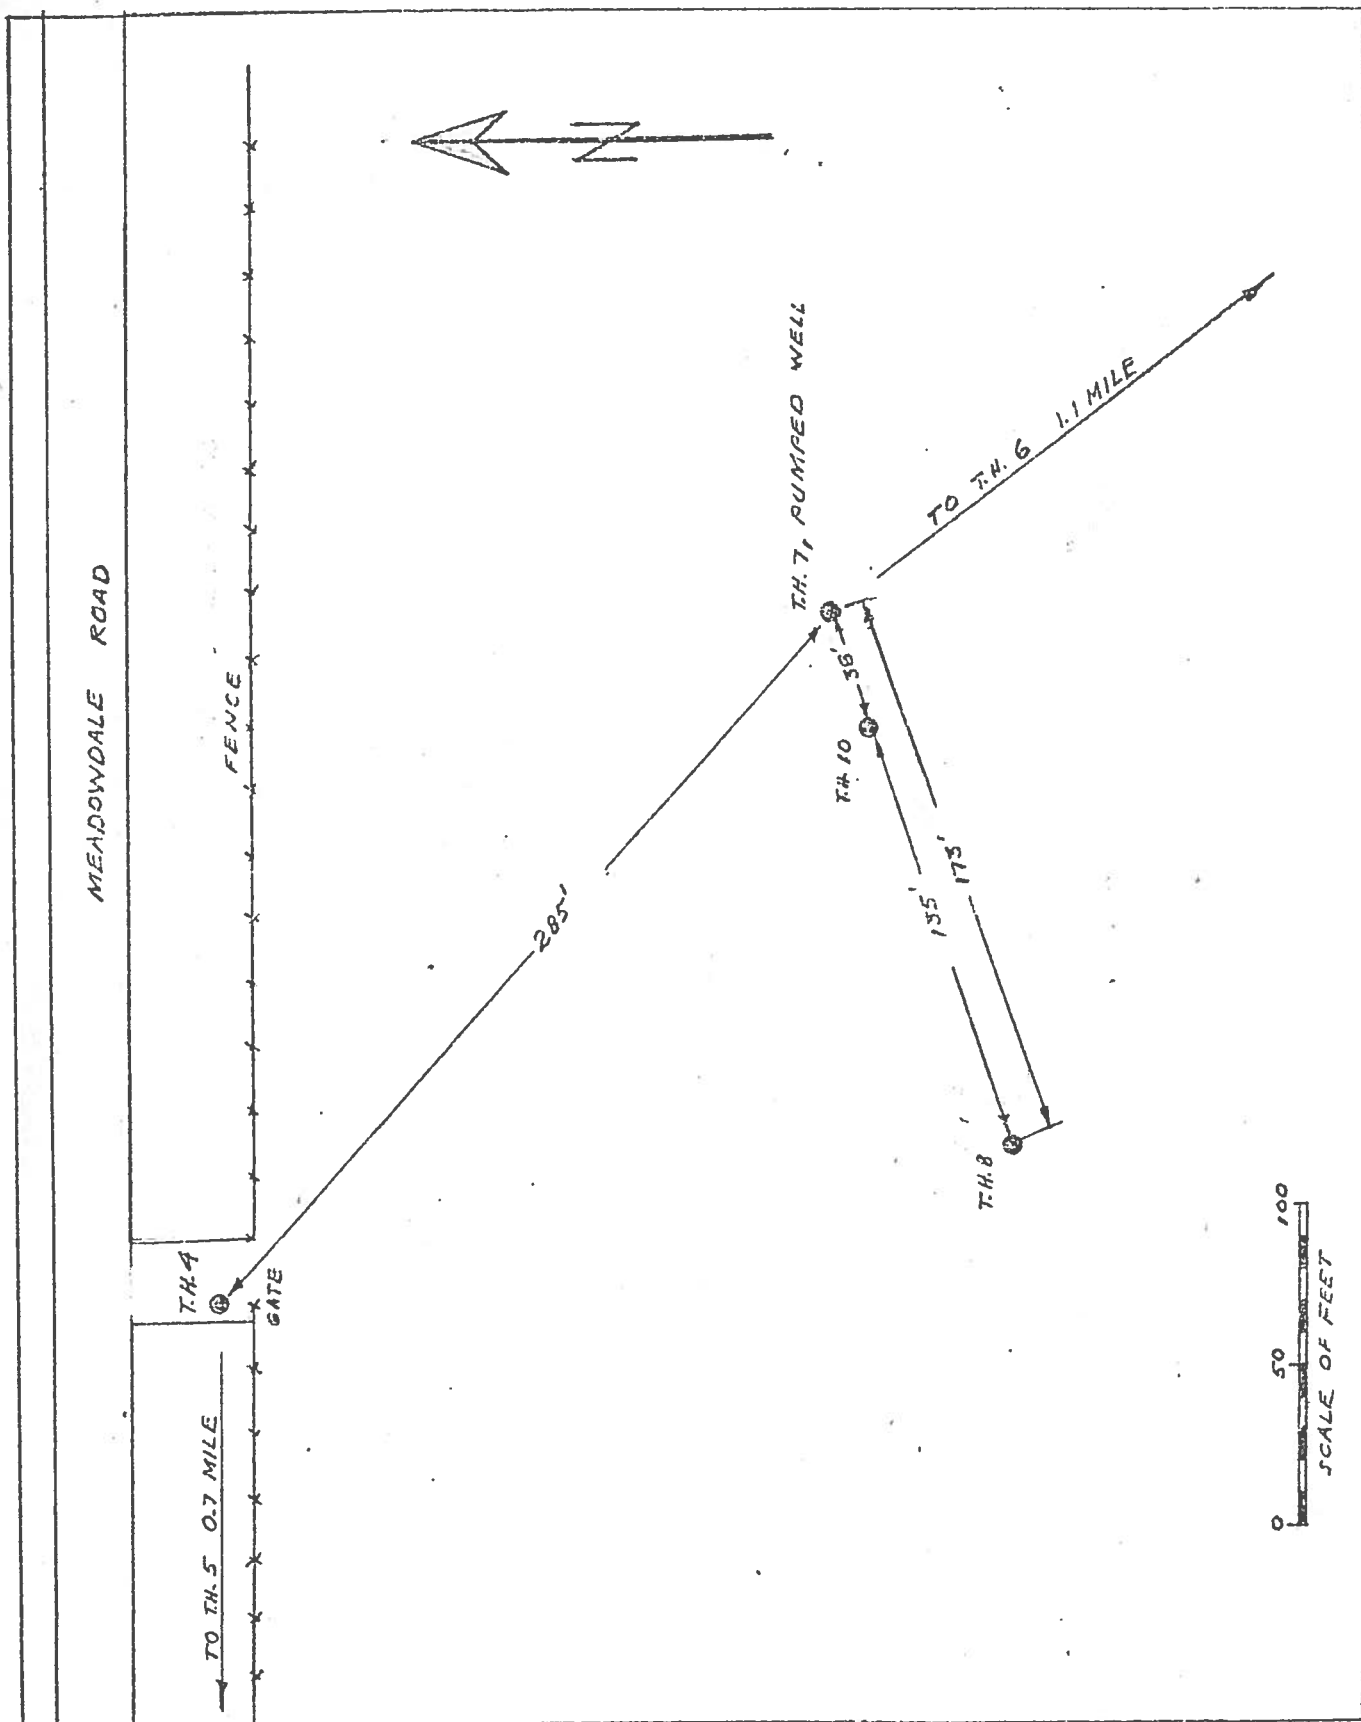 MEADOWDALE ROAD
FENCE
N
T.H. 7, PUMPED WELL
TO T.H. 6 1.1 MILE
38'
T.H. 10
285'
135'
173'
T.H. 8
T.H. 4
GATE
TO T.H. 5 0.7 MILE
0 50 100
SCALE OF FEET